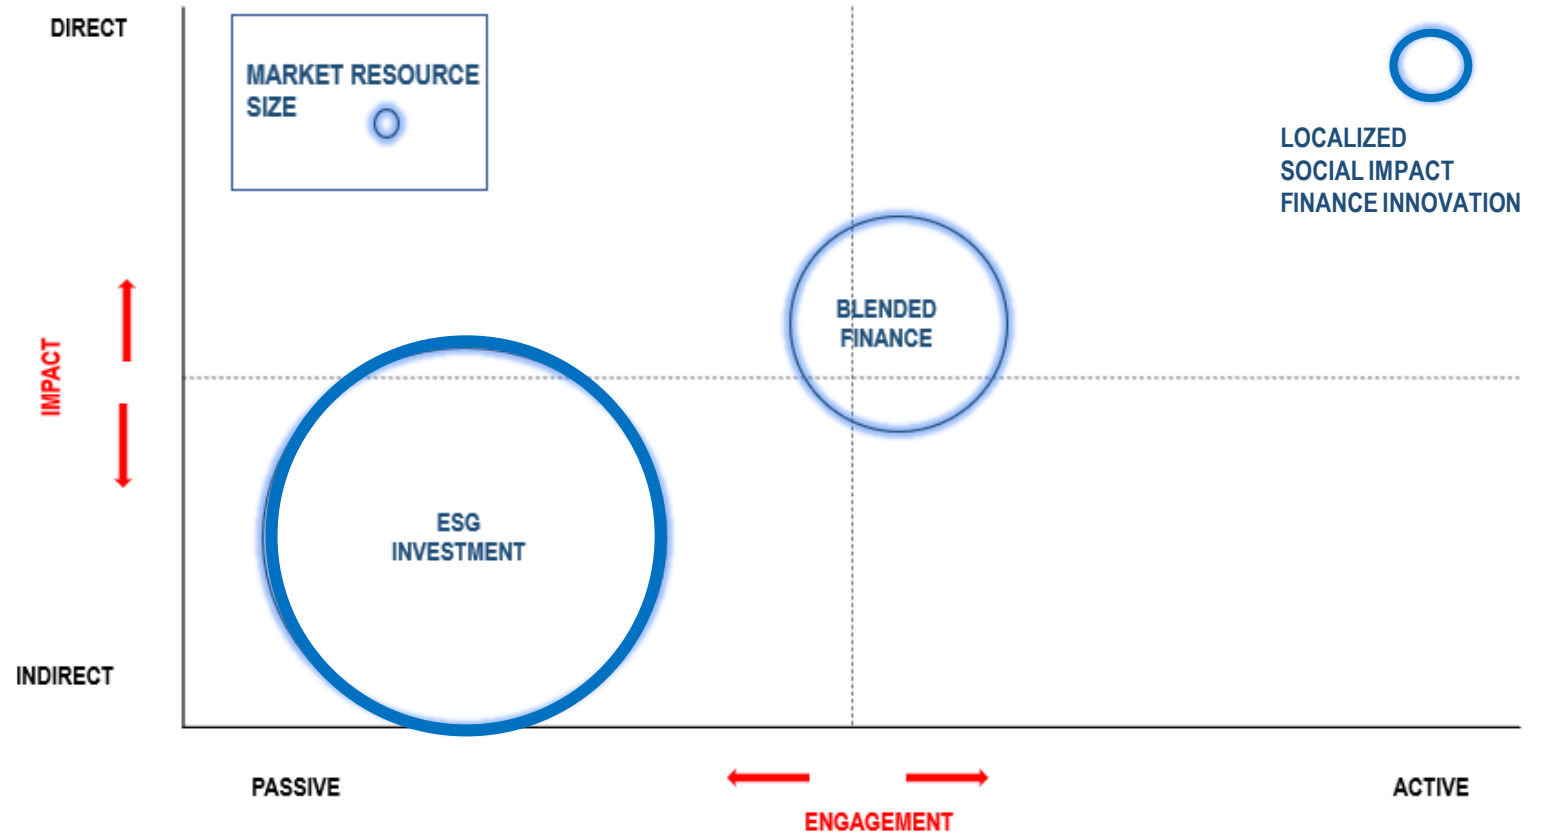 DIRECT
MARKET RESOURCE
SIZE
LOCALIZED
SOCIAL IMPACT
FINANCE INNOVATION
BLENDED
FINANCE
IMPACT
ESG
INVESTMENT
INDIRECT
PASSIVE
ACTIVE
ENGAGEMENT